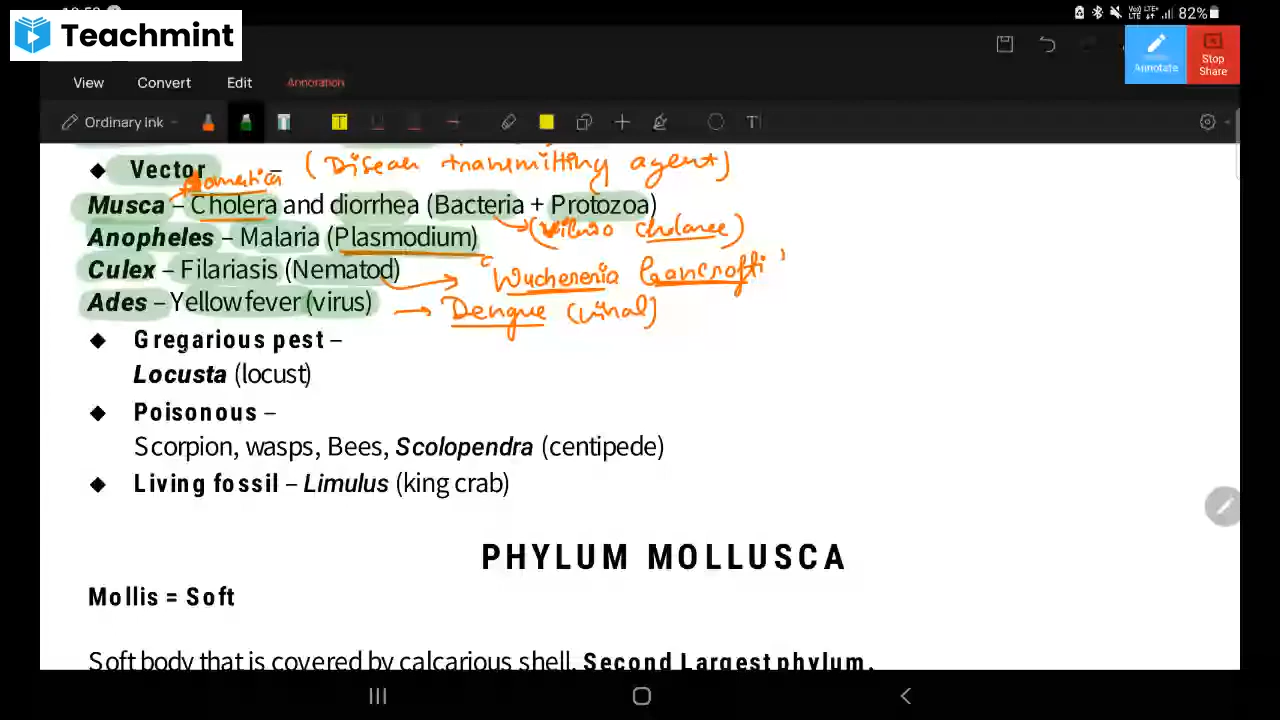 82%
Teachmint
Annotate
Stop Share
View Convert Edit Annotation
Ordinary Ink
◆ Vector – (Disease transmitting agent)
domestica
Musca – Cholera and diorrhea (Bacteria + Protozoa)
(Vibrio cholaree)
Anopheles – Malaria (Plasmodium)
Culex – Filariasis (Nematod) → "Wuchereria bancrofti"
Ades – Yellow fever (virus) → Dengue (viral)
◆ Gregarious pest –
Locusta (locust)
◆ Poisonous –
Scorpion, wasps, Bees, Scolopendra (centipede)
◆ Living fossil – Limulus (king crab)
PHYLUM MOLLUSCA
Mollis = Soft
Soft body that is covered by calcarious shell. Second Largest phylum.